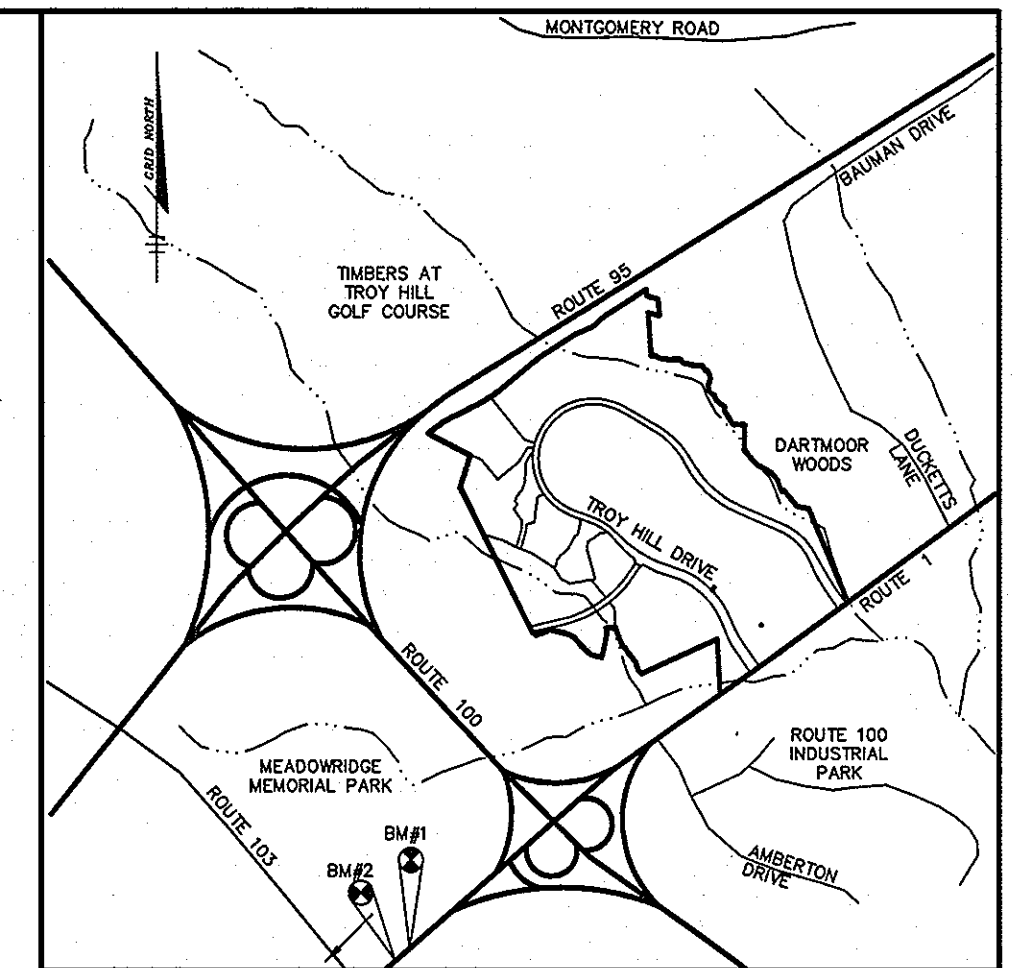 MONTGOMERY ROAD
GRID NORTH
BAUMAN DRIVE
TIMBERS AT
TROY HILL
GOLF COURSE
ROUTE 95
DARTMOOR
WOODS
DUCKETTS
LANE
TROY HILL DRIVE
ROUTE 1
ROUTE 100
ROUTE 100
INDUSTRIAL
PARK
MEADOWRIDGE
MEMORIAL PARK
ROUTE 103
BM#1
BM#2
AMBERTON
DRIVE